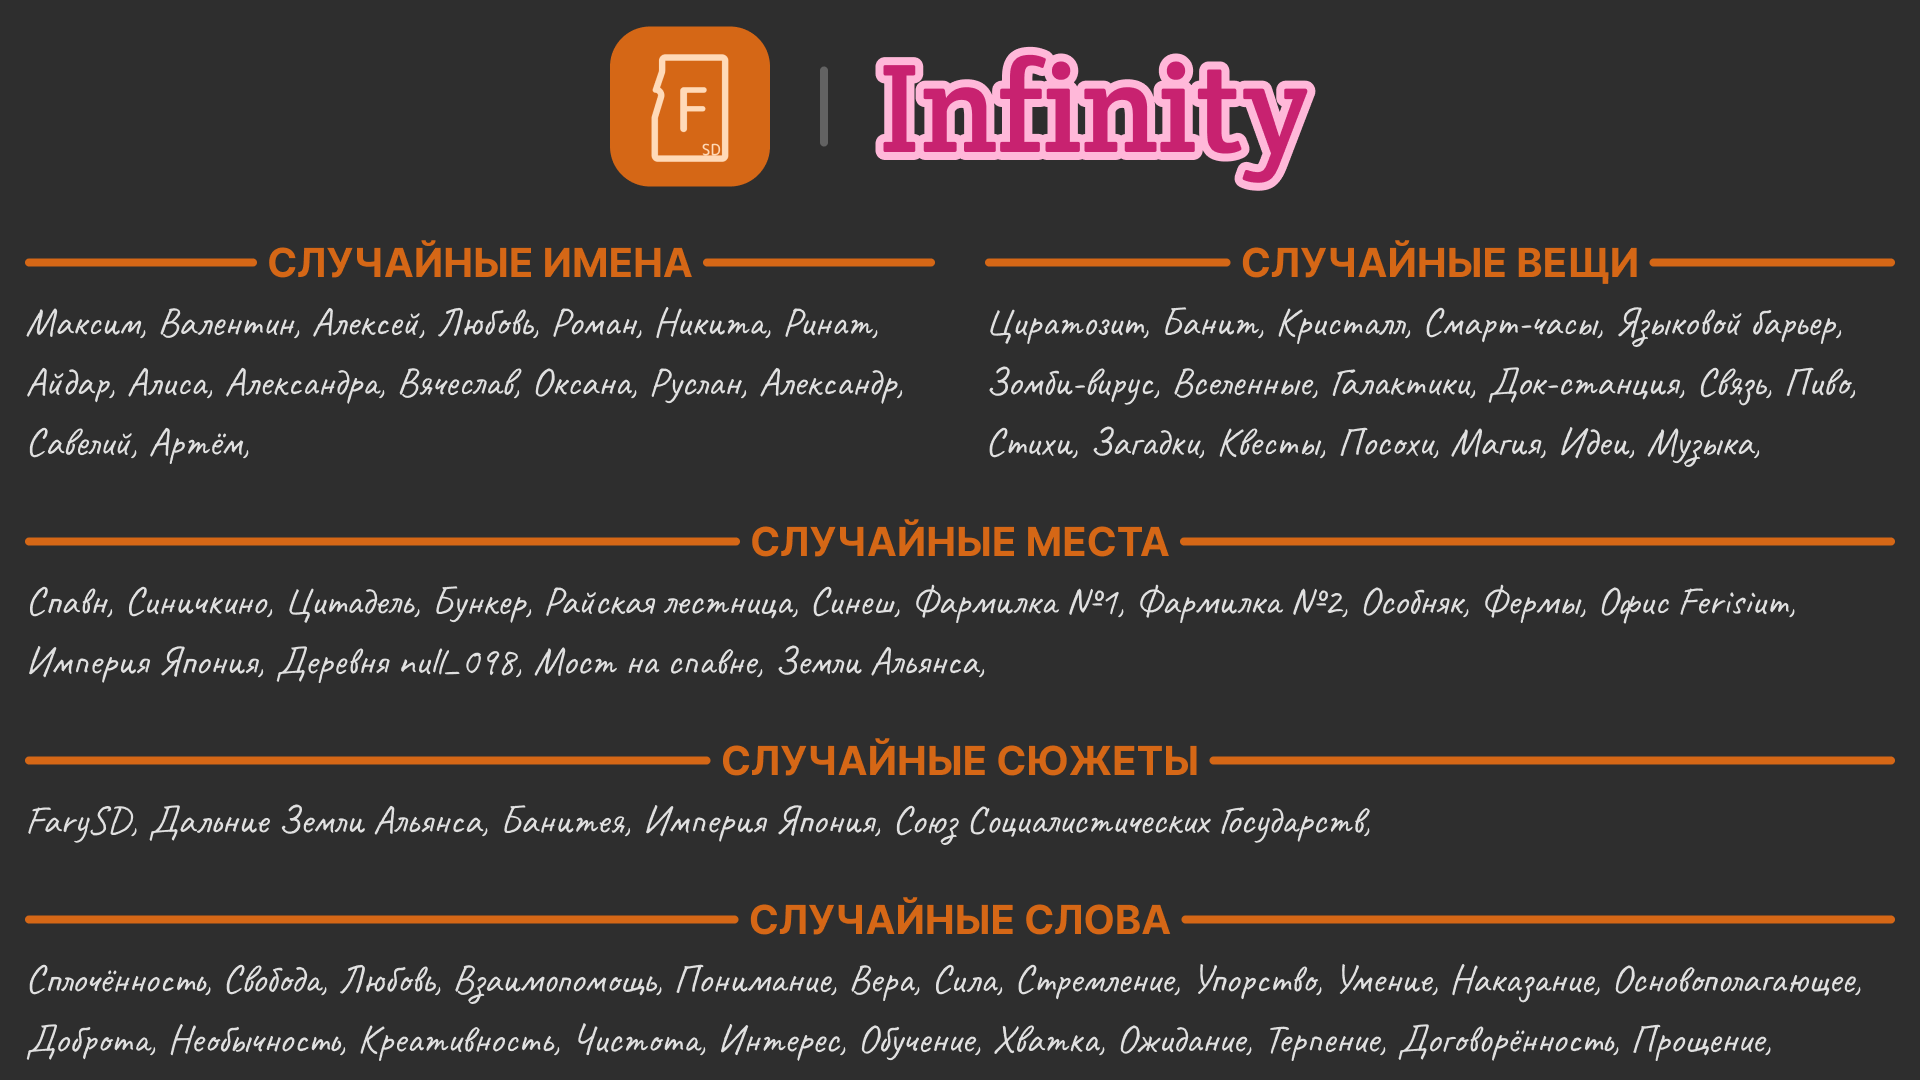 F
SD
Infinity
СЛУЧАЙНЫЕ ИМЕНА
Максим, Валентин, Алексей, Любовь, Роман, Никита, Ринат,
Айдар, Алиса, Александра, Вячеслав, Оксана, Руслан, Александр,
Савелий, Артём,
СЛУЧАЙНЫЕ ВЕЩИ
Циратозит, Банит, Кристалл, Смарт-часы, Языковой барьер,
Зомби-вирус, Вселенные, Галактики, Док-станция, Связь, Пиво,
Стихи, Загадки, Квесты, Посохи, Магия, Идеи, Музыка,
СЛУЧАЙНЫЕ МЕСТА
Спавн, Синичкино, Цитадель, Бункер, Райская лестница, Синеш, Фармилка №1, Фармилка №2, Особняк, Фермы, Офис Ferisium,
Империя Япония, Деревня null_098, Мост на спавне, Земли Альянса,
СЛУЧАЙНЫЕ СЮЖЕТЫ
FarySD, Дальние Земли Альянса, Банитея, Империя Япония, Союз Социалистических Государств,
СЛУЧАЙНЫЕ СЛОВА
Сплочённость, Свобода, Любовь, Взаимопомощь, Понимание, Вера, Сила, Стремление, Упорство, Умение, Наказание, Основополагающее,
Доброта, Необычность, Креативность, Чистота, Интерес, Обучение, Хватка, Ожидание, Терпение, Договорённость, Прощение,